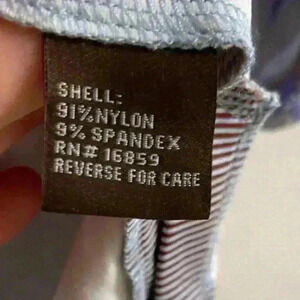 SHELL:
91%NYLON
9% SPANDEX
RN# 16859
REVERSE FOR CARE